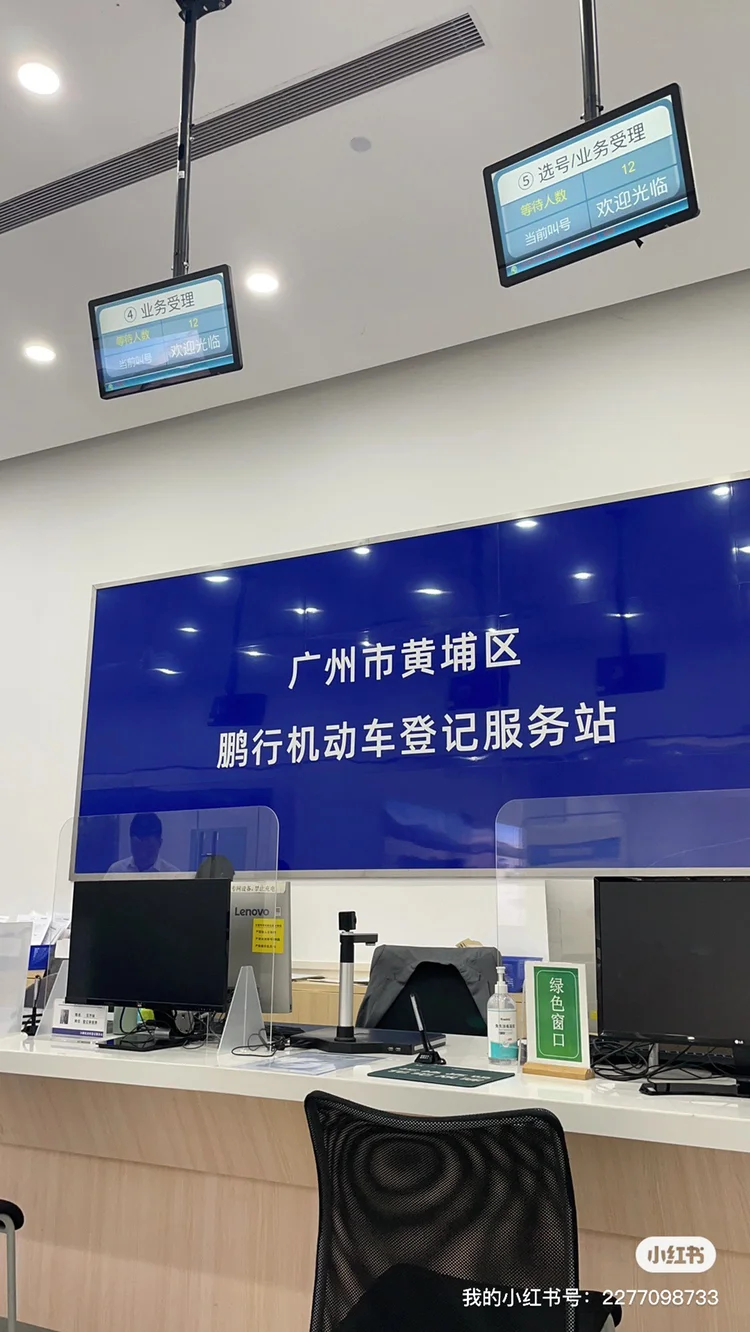 ⑤ 选号/业务受理
等待人数 12
当前叫号 欢迎光临
④ 业务受理
等待人数 12
当前叫号 欢迎光临
广州市黄埔区
鹏行机动车登记服务站
Lenovo
绿色窗口
小红书
我的小红书号：2277098733